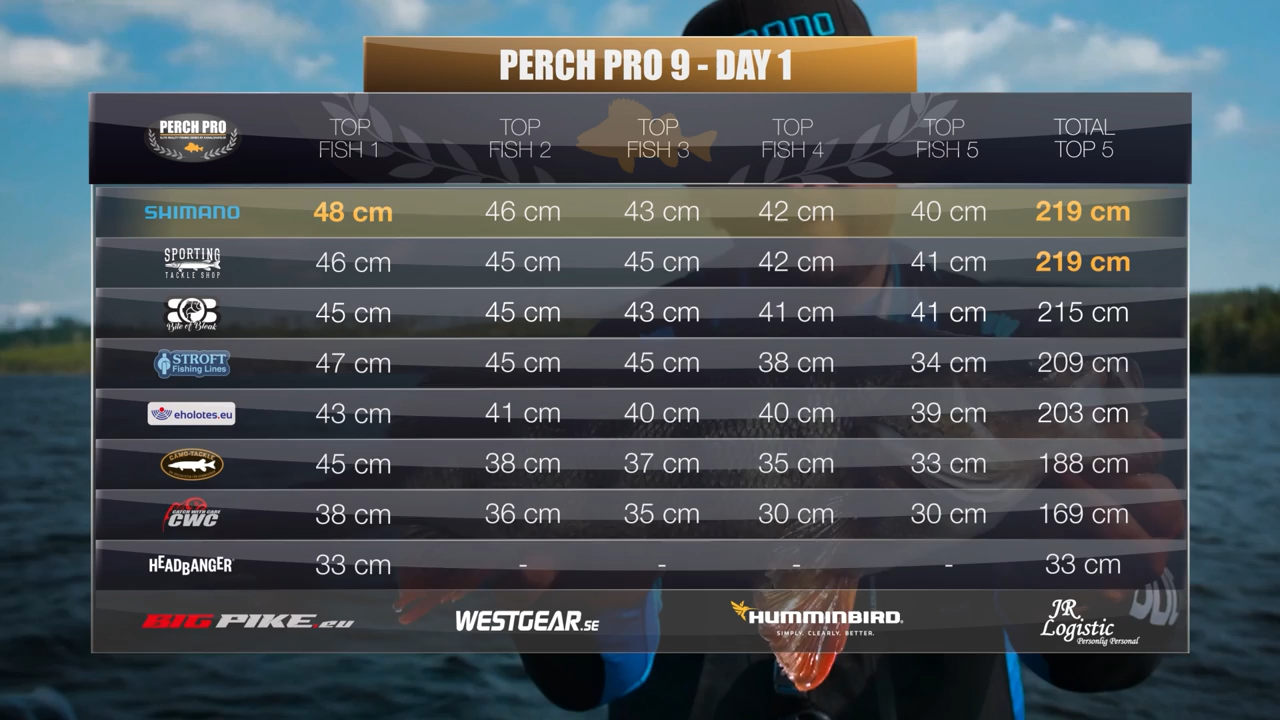 PERCH PRO 9 - DAY 1
PERCH PRO
TOP FISH 1 TOP FISH 2 TOP FISH 3 TOP FISH 4 TOP FISH 5 TOTAL TOP 5
SHIMANO 48 cm 46 cm 43 cm 42 cm 40 cm 219 cm
SPORTING TACKLE SHOP 46 cm 45 cm 45 cm 42 cm 41 cm 219 cm
Bite of Bleak 45 cm 45 cm 43 cm 41 cm 41 cm 215 cm
STROFT Fishing Lines 47 cm 45 cm 45 cm 38 cm 34 cm 209 cm
eholotes.eu 43 cm 41 cm 40 cm 40 cm 39 cm 203 cm
CAMO-TACKLE 45 cm 38 cm 37 cm 35 cm 33 cm 188 cm
CATCH WITH CARE CWC 38 cm 36 cm 35 cm 30 cm 30 cm 169 cm
HEADBANGER 33 cm - - - - 33 cm
BIG PIKE.eu WESTGEAR.SE HUMMINBIRD. SIMPLY. CLEARLY. BETTER. JR Logistic Personlig Personal